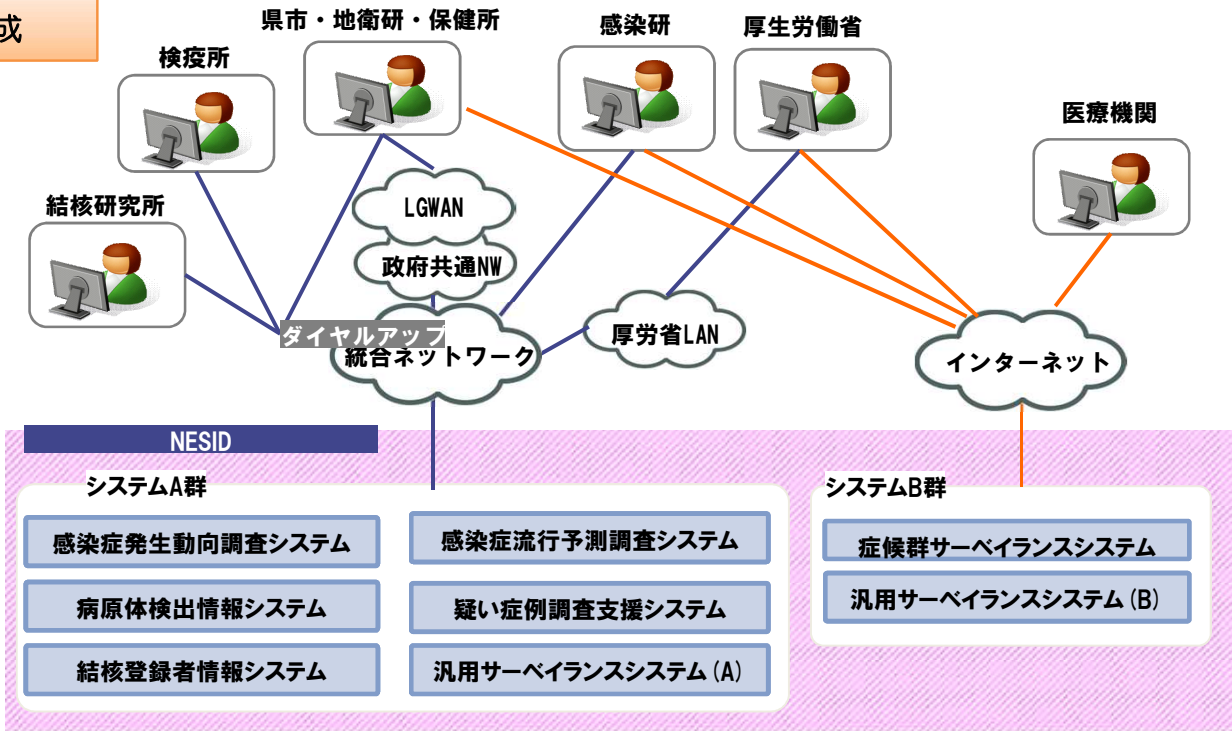 成
県市・地衛研・保健所
感染研
厚生労働省
検疫所
医療機関
結核研究所
LGWAN
政府共通NW
ダイヤルアップ
統合ネットワーク
厚労省LAN
インターネット
NESID
システムA群
感染症発生動向調査システム
感染症流行予測調査システム
病原体検出情報システム
疑い症例調査支援システム
結核登録者情報システム
汎用サーベイランスシステム(A)
システムB群
症候群サーベイランスシステム
汎用サーベイランスシステム(B)